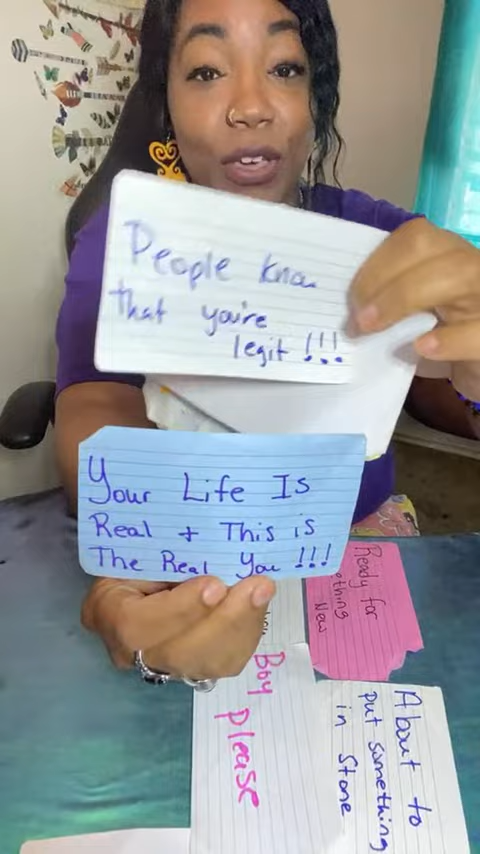 People know
that you're
legit !!!
Your Life Is
Real + This is
The Real You !!!
Ready for
ething
New
Boy please
About to
put something
in Stone